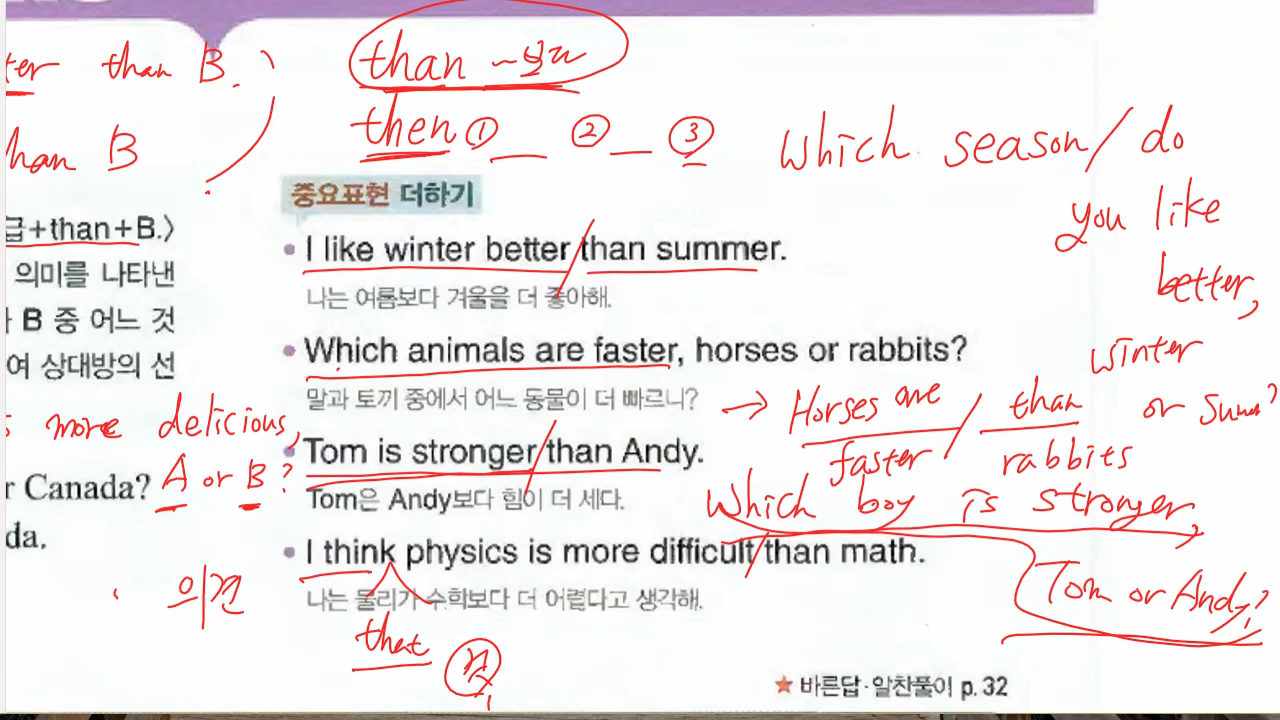 ter than B.
than ~보다
han B
then ① ② ③
Which season / do
you like
better,
winter
or
급+than+B.〉
의미를 나타낸
B 중 어느 것
여 상대방의 선
s more delicious,
A or B?
r Canada?
da.
의견
중요표현 더하기
• I like winter better than summer.
나는 여름보다 겨울을 더 좋아해.
• Which animals are faster, horses or rabbits?
말과 토끼 중에서 어느 동물이 더 빠르니?
→ Horses are faster / than rabbits
• Tom is stronger than Andy.
Tom은 Andy보다 힘이 더 세다.
Which boy is stronger,
Tom or Andy?
• I think physics is more difficult than math.
나는 물리가 수학보다 더 어렵다고 생각해.
that
★ 바른답·알찬풀이 p. 32